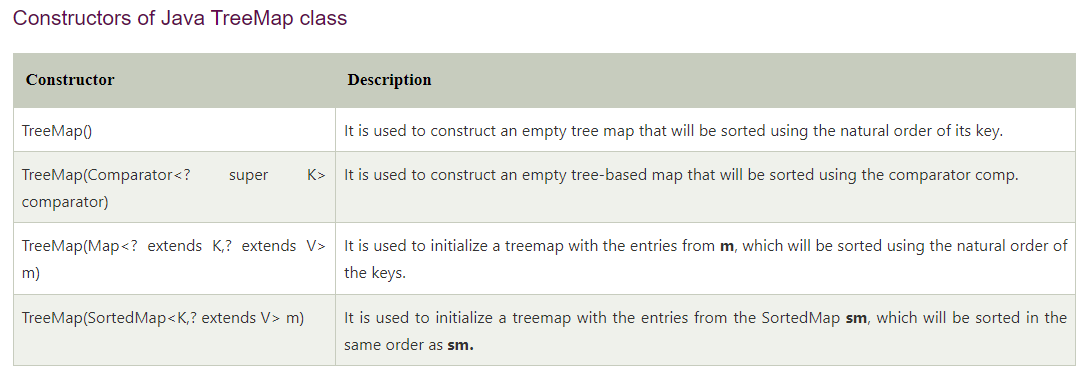 Constructors of Java TreeMap class
Constructor Description
TreeMap() It is used to construct an empty tree map that will be sorted using the natural order of its key.
TreeMap(Comparator<? super K> comparator) It is used to construct an empty tree-based map that will be sorted using the comparator comp.
TreeMap(Map<? extends K,? extends V> m) It is used to initialize a treemap with the entries from m, which will be sorted using the natural order of the keys.
TreeMap(SortedMap<K,? extends V> m) It is used to initialize a treemap with the entries from the SortedMap sm, which will be sorted in the same order as sm.